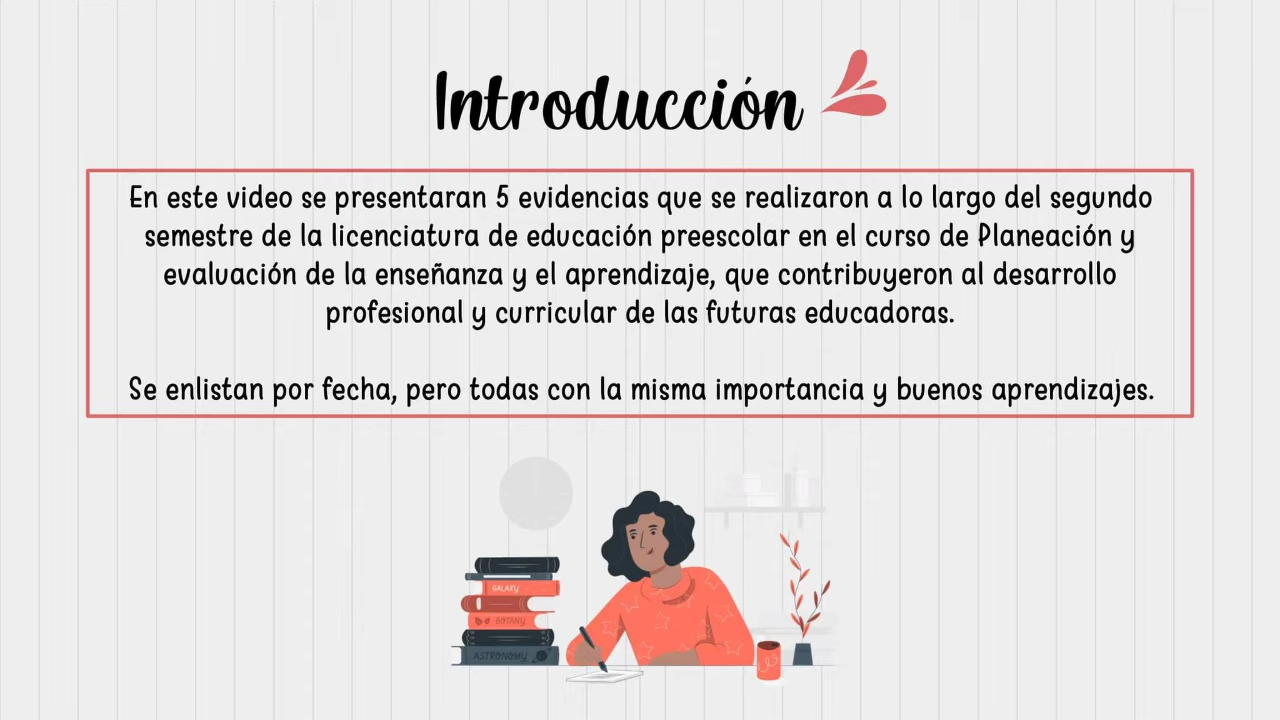 Introducción
En este video se presentaran 5 evidencias que se realizaron a lo largo del segundo
semestre de la licenciatura de educación preescolar en el curso de Planeación y
evaluación de la enseñanza y el aprendizaje, que contribuyeron al desarrollo
profesional y curricular de las futuras educadoras.
Se enlistan por fecha, pero todas con la misma importancia y buenos aprendizajes.
GALAXY
BOTANY
ASTRONOMY